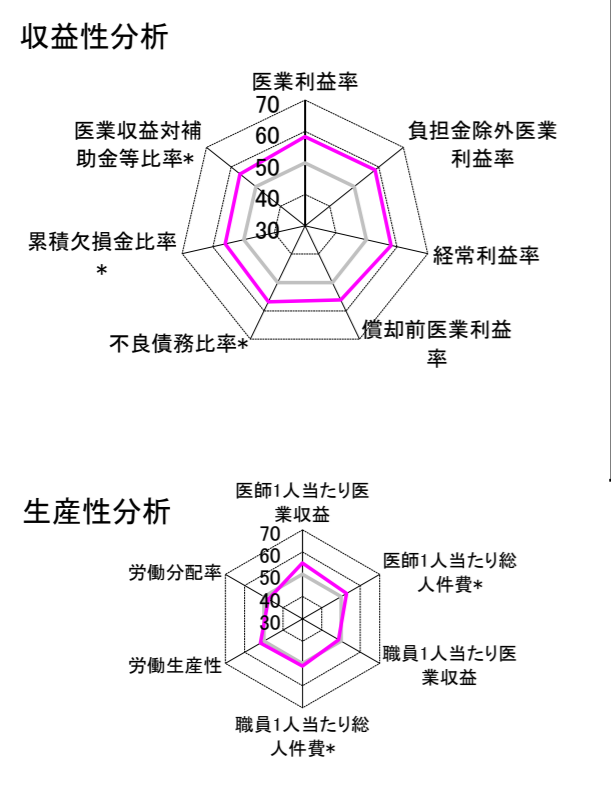 収益性分析
医業利益率
70
60
50
40
30
負担金除外医業
利益率
経常利益率
償却前医業利益
率
不良債務比率*
累積欠損金比率
*
医業収益対補
助金等比率*
生産性分析
医師1人当たり医
業収益
70
60
50
40
30
医師1人当たり総
人件費*
職員1人当たり医
業収益
職員1人当たり総
人件費*
労働生産性
労働分配率